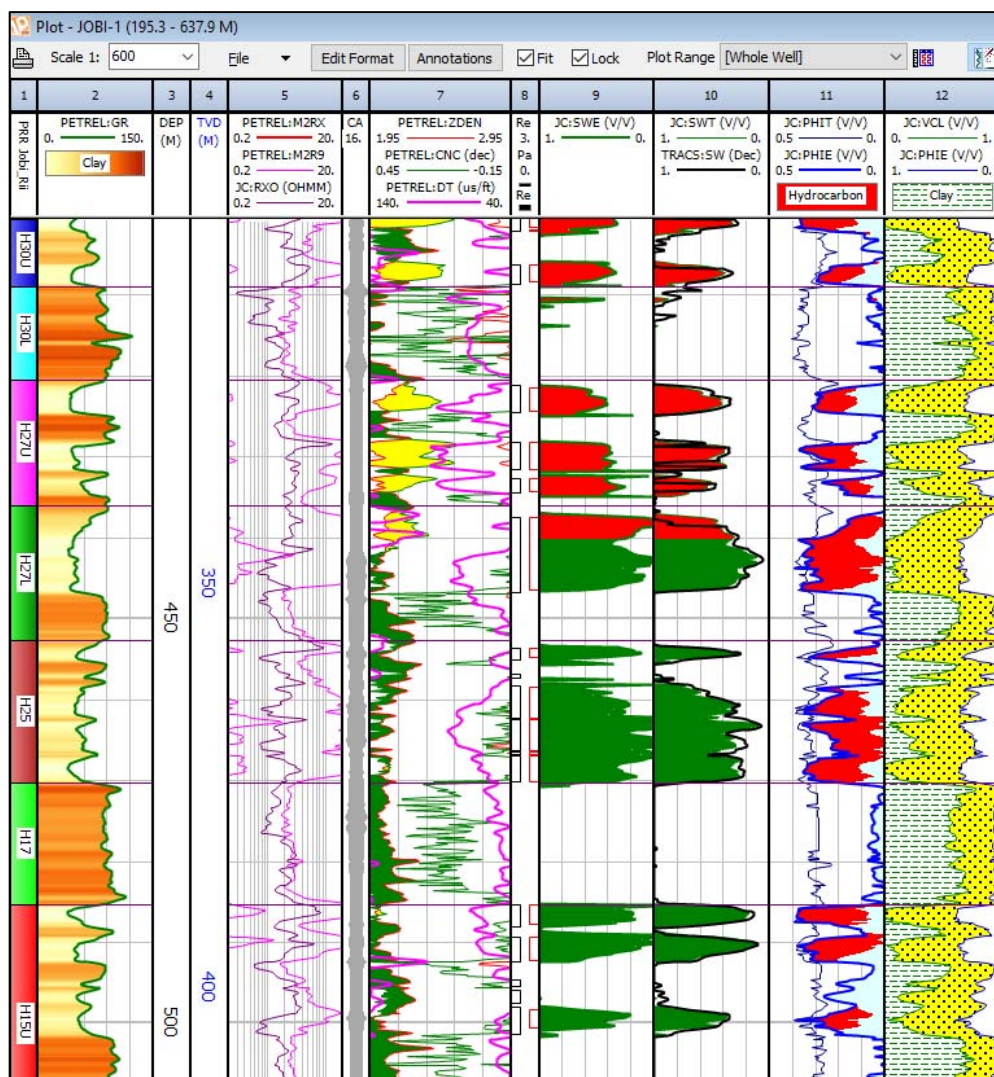 Plot - JOBI-1 (195.3 - 637.9 M)
Scale 1: 600 File Edit Format Annotations Fit Lock Plot Range [Whole Well]
1 2 3 4 5 6 7 8 9 10 11 12
PRR_Jobi_Rii
PETREL:GR
0. 150.
Clay
DEP
(M)
TVD
(M)
PETREL:M2RX
0.2 20.
PETREL:M2R9
0.2 20.
JC:RXO (OHMM)
0.2 20.
CA
16.
PETREL:ZDEN
1.95 2.95
PETREL:CNC (dec)
0.45 -0.15
PETREL:DT (us/ft)
140. 40.
Re
3.
Pa
0.
Re
JC:SWE (V/V)
1. 0.
JC:SWT (V/V)
1. 0.
TRACS:SW (Dec)
1. 0.
JC:PHIT (V/V)
0.5 0.
JC:PHIE (V/V)
0.5 0.
Hydrocarbon
JC:VCL (V/V)
0. 1.
JC:PHIE (V/V)
1. 0.
Clay
H30U
H30L
H27U
H27L
350
450
H25
H17
H15U
400
500